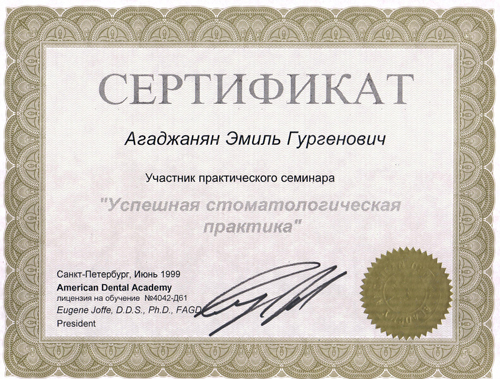 СЕРТИФИКАТ
Агаджанян Эмиль Гургенович
Участник практического семинара
"Успешная стоматологическая
практика"
Санкт-Петербург, Июнь 1999
American Dental Academy
лицензия на обучение №4042-Д61
Eugene Joffe, D.D.S., Ph.D., FAGD
President